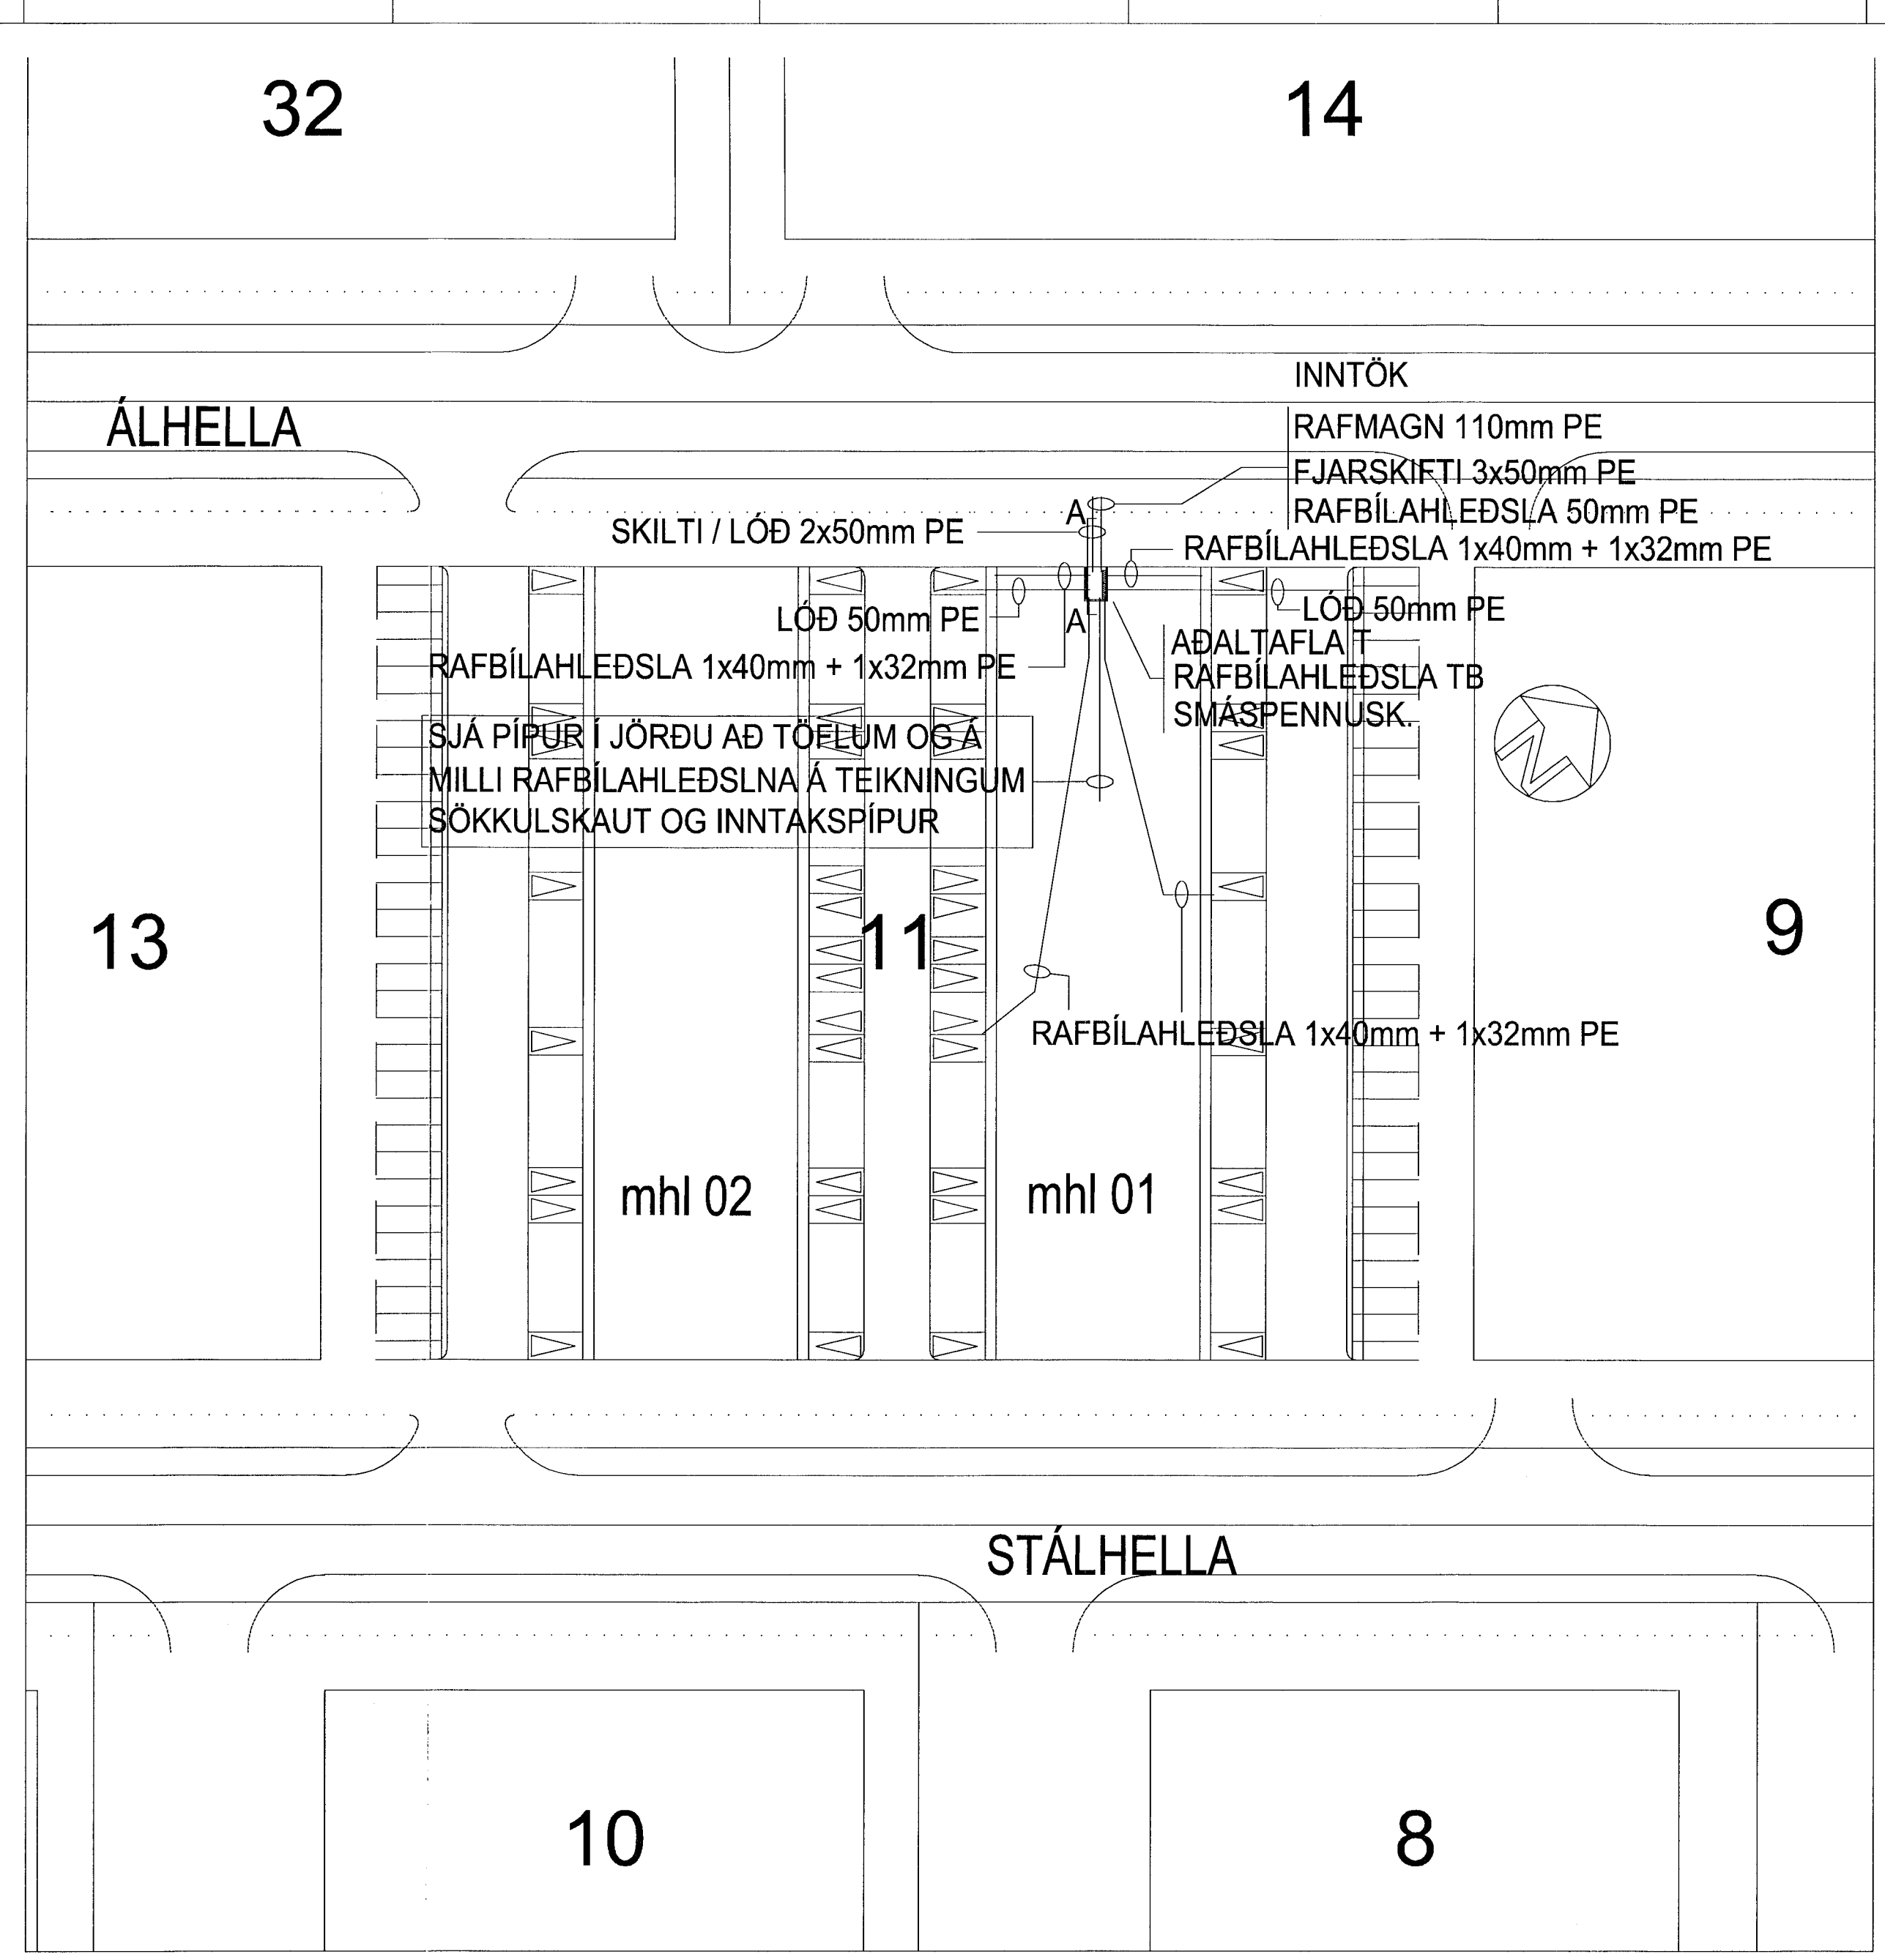 32
14
INNTÖK
ÁLHELLA
RAFMAGN 110mm PE
FJARSKIFTI 3x50mm PE
RAFBÍLAHLEÐSLA 50mm PE
A
SKILTI / LÓÐ 2x50mm PE
RAFBÍLAHLEÐSLA 1x40mm + 1x32mm PE
LÓÐ 50mm PE
LÓÐ 50mm PE
A
AÐALTAFLA T
RAFBÍLAHLEÐSLA TB
SMÁSPENNUSK.
RAFBÍLAHLEÐSLA 1x40mm + 1x32mm PE
SJÁ PÍPUR Í JÖRÐU AÐ TÖFLUM OG Á
MILLI RAFBÍLAHLEÐSLNA Á TEIKNINGUM
SÖKKULSKAUT OG INNTAKSPÍPUR
N
13
11
9
RAFBÍLAHLEÐSLA 1x40mm + 1x32mm PE
mhl 02
mhl 01
STÁLHELLA
10
8